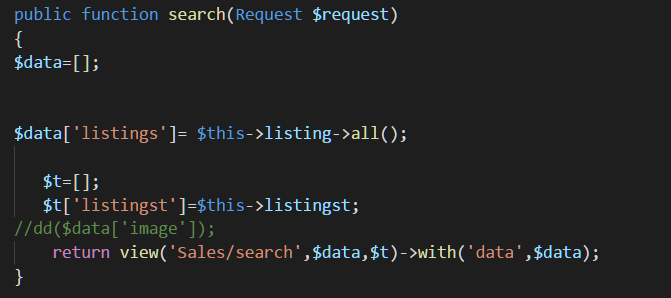 public function search(Request $request)
{
$data=[];
$data['listings']= $this->listing->all();
$t=[];
$t['listingst']=$this->listingst;
//dd($data['image']);
return view('Sales/search',$data,$t)->with('data',$data);
}